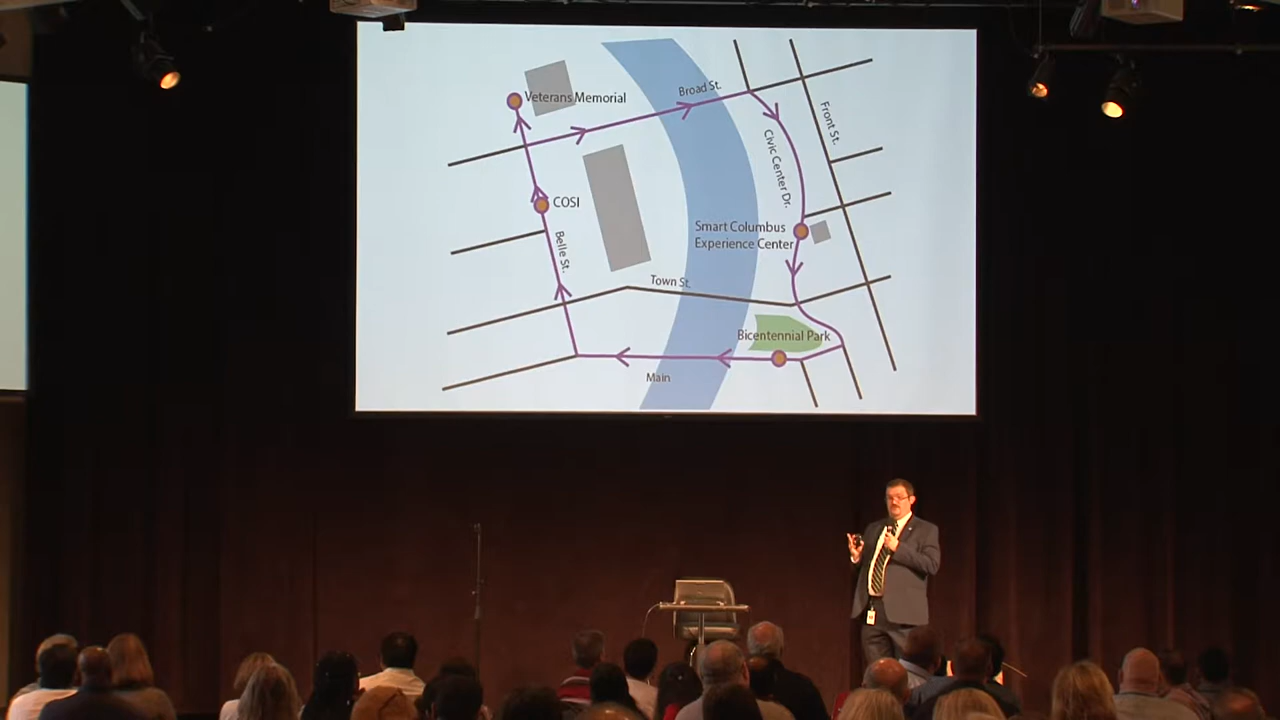 Veterans Memorial
Broad St.
Front St.
Civic Center Dr.
COSI
Smart Columbus
Experience Center
Belle St.
Town St.
Bicentennial Park
Main